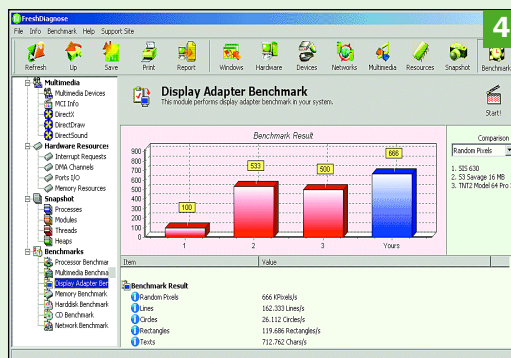 FreshDiagnose
4
File Info Benchmark Help Support Site
Refresh Up Save Print Report Windows Hardware Devices Networks Multimedia Resources Snapshot Benchmark
Multimedia
Multimedia Devices
MCI Info
DirectX
DirectDraw
DirectSound
Hardware Resources
Interrupt Requests
DMA Channels
Ports I/O
Memory Resources
Snapshot
Processes
Modules
Threads
Heaps
Benchmarks
Processor Benchmar
Multimedia Benchma
Display Adapter Ben
Memory Benchmark
Harddisk Benchmark
CD Benchmark
Network Benchmark
Display Adapter Benchmark
This module performs display adapter benchmark in your system.
Start!
Benchmark Result
900
800
700
600
500
400
300
200
100
0
100
533
500
666
1 2 3 Yours
Comparison
Random Pixels
1. SIS 630
2. S3 Savage 16 MB
3. TNT2 Model 64 Pro
Item Value
Benchmark Result
Random Pixels 666 KPixels/s
Lines 162.333 Lines/s
Circles 26.112 Circles/s
Rectangles 119.686 Rectangles/s
Texts 712.762 Chars/s